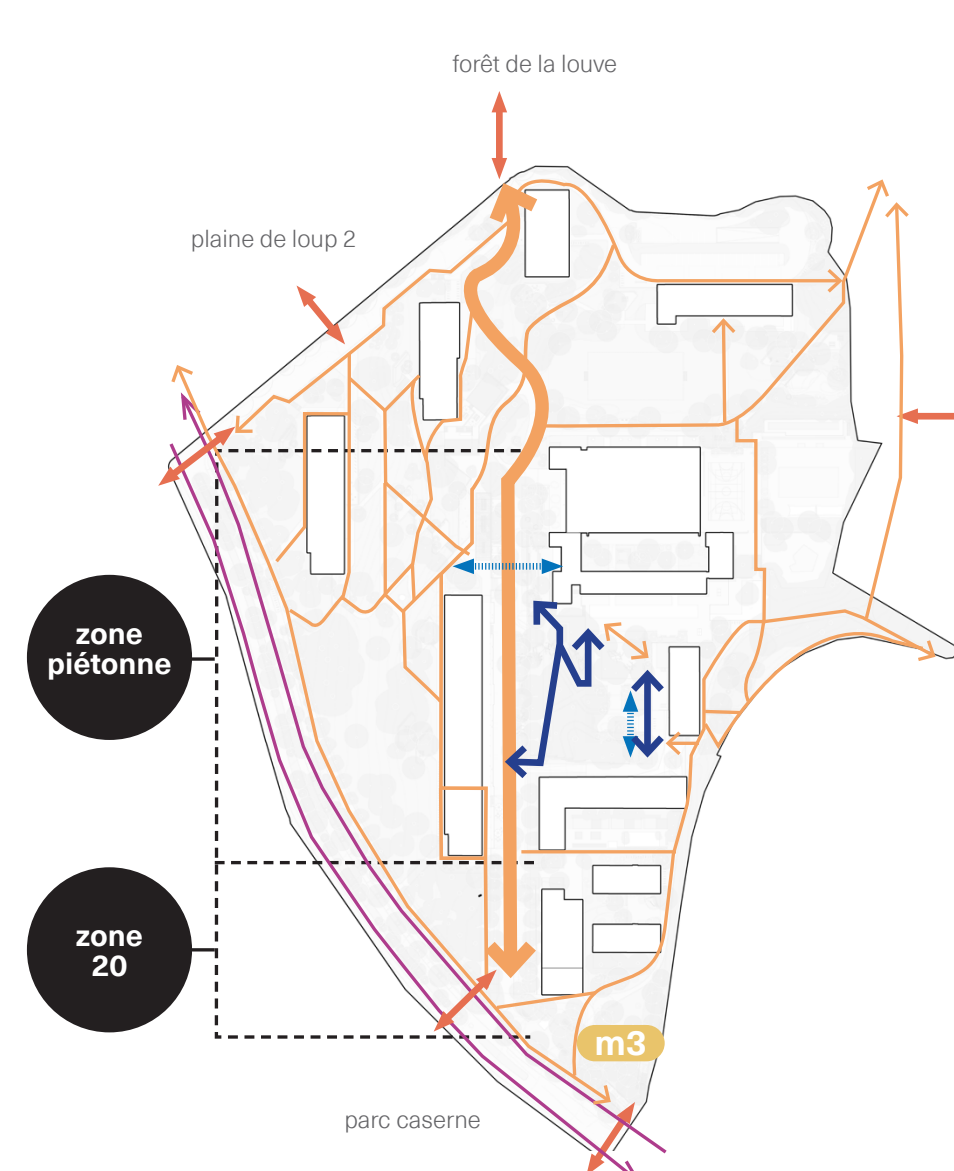 forêt de la louve
plaine de loup 2
zone
piétonne
zone
20
m3
parc caserne